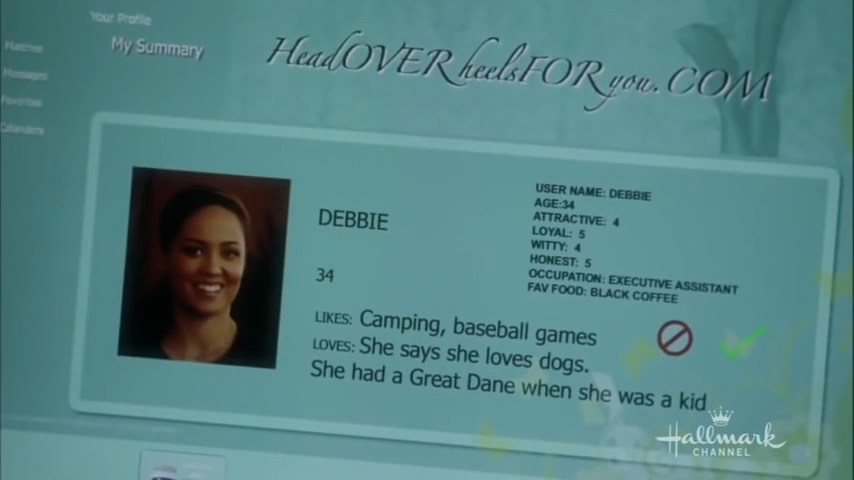 Your Profile
My Summary
Matches
Messages
Favorites
Calendars
HeadOVERheelsFORyou.COM
DEBBIE
34
USER NAME: DEBBIE
AGE:34
ATTRACTIVE: 4
LOYAL: 5
WITTY: 4
HONEST: 5
OCCUPATION: EXECUTIVE ASSISTANT
FAV FOOD: BLACK COFFEE
LIKES: Camping, baseball games
LOVES: She says she loves dogs.
She had a Great Dane when she was a kid
Hallmark
CHANNEL